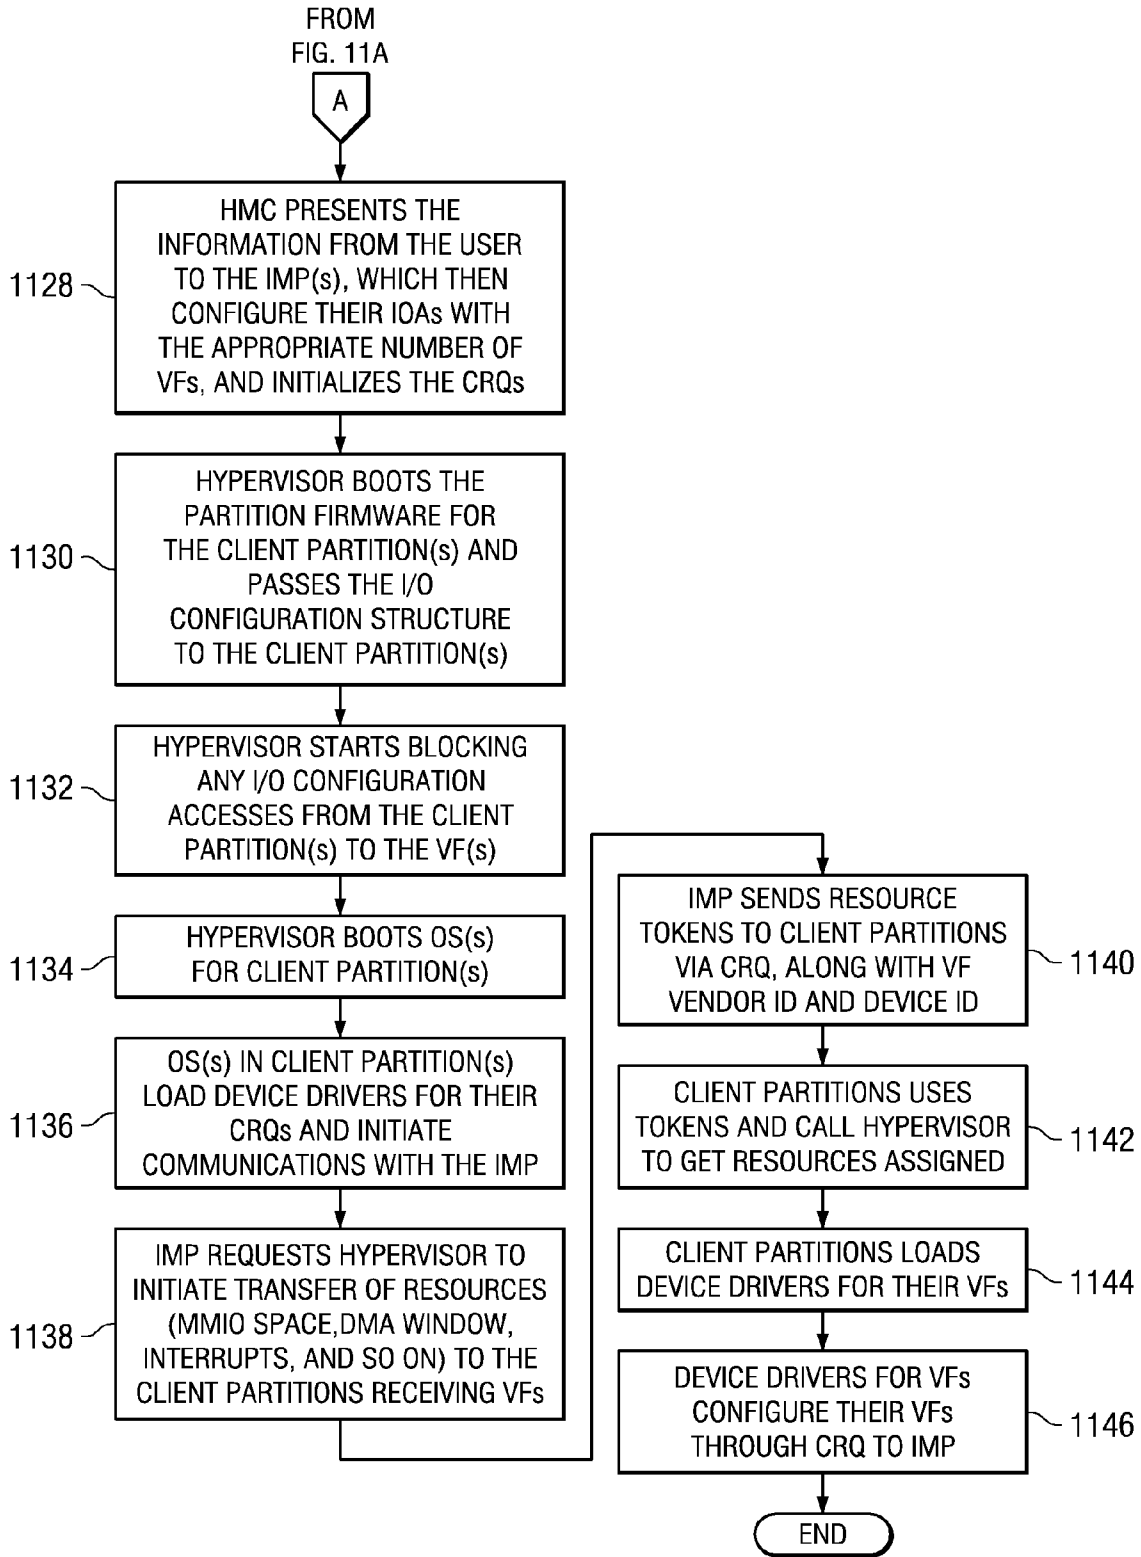 FROM
FIG. 11A
A
1128
HMC PRESENTS THE
INFORMATION FROM THE USER
TO THE IMP(s), WHICH THEN
CONFIGURE THEIR IOAs WITH
THE APPROPRIATE NUMBER OF
VFs, AND INITIALIZES THE CRQs
1130
HYPERVISOR BOOTS THE
PARTITION FIRMWARE FOR
THE CLIENT PARTITION(s) AND
PASSES THE I/O
CONFIGURATION STRUCTURE
TO THE CLIENT PARTITION(s)
1132
HYPERVISOR STARTS BLOCKING
ANY I/O CONFIGURATION
ACCESSES FROM THE CLIENT
PARTITION(s) TO THE VF(s)
1134
HYPERVISOR BOOTS OS(s)
FOR CLIENT PARTITION(s)
1136
OS(s) IN CLIENT PARTITION(s)
LOAD DEVICE DRIVERS FOR THEIR
CRQs AND INITIATE
COMMUNICATIONS WITH THE IMP
1138
IMP REQUESTS HYPERVISOR TO
INITIATE TRANSFER OF RESOURCES
(MMIO SPACE,DMA WINDOW,
INTERRUPTS, AND SO ON) TO THE
CLIENT PARTITIONS RECEIVING VFs
IMP SENDS RESOURCE
TOKENS TO CLIENT PARTITIONS
VIA CRQ, ALONG WITH VF
VENDOR ID AND DEVICE ID
1140
CLIENT PARTITIONS USES
TOKENS AND CALL HYPERVISOR
TO GET RESOURCES ASSIGNED
1142
CLIENT PARTITIONS LOADS
DEVICE DRIVERS FOR THEIR VFs
1144
DEVICE DRIVERS FOR VFs
CONFIGURE THEIR VFs
THROUGH CRQ TO IMP
1146
END